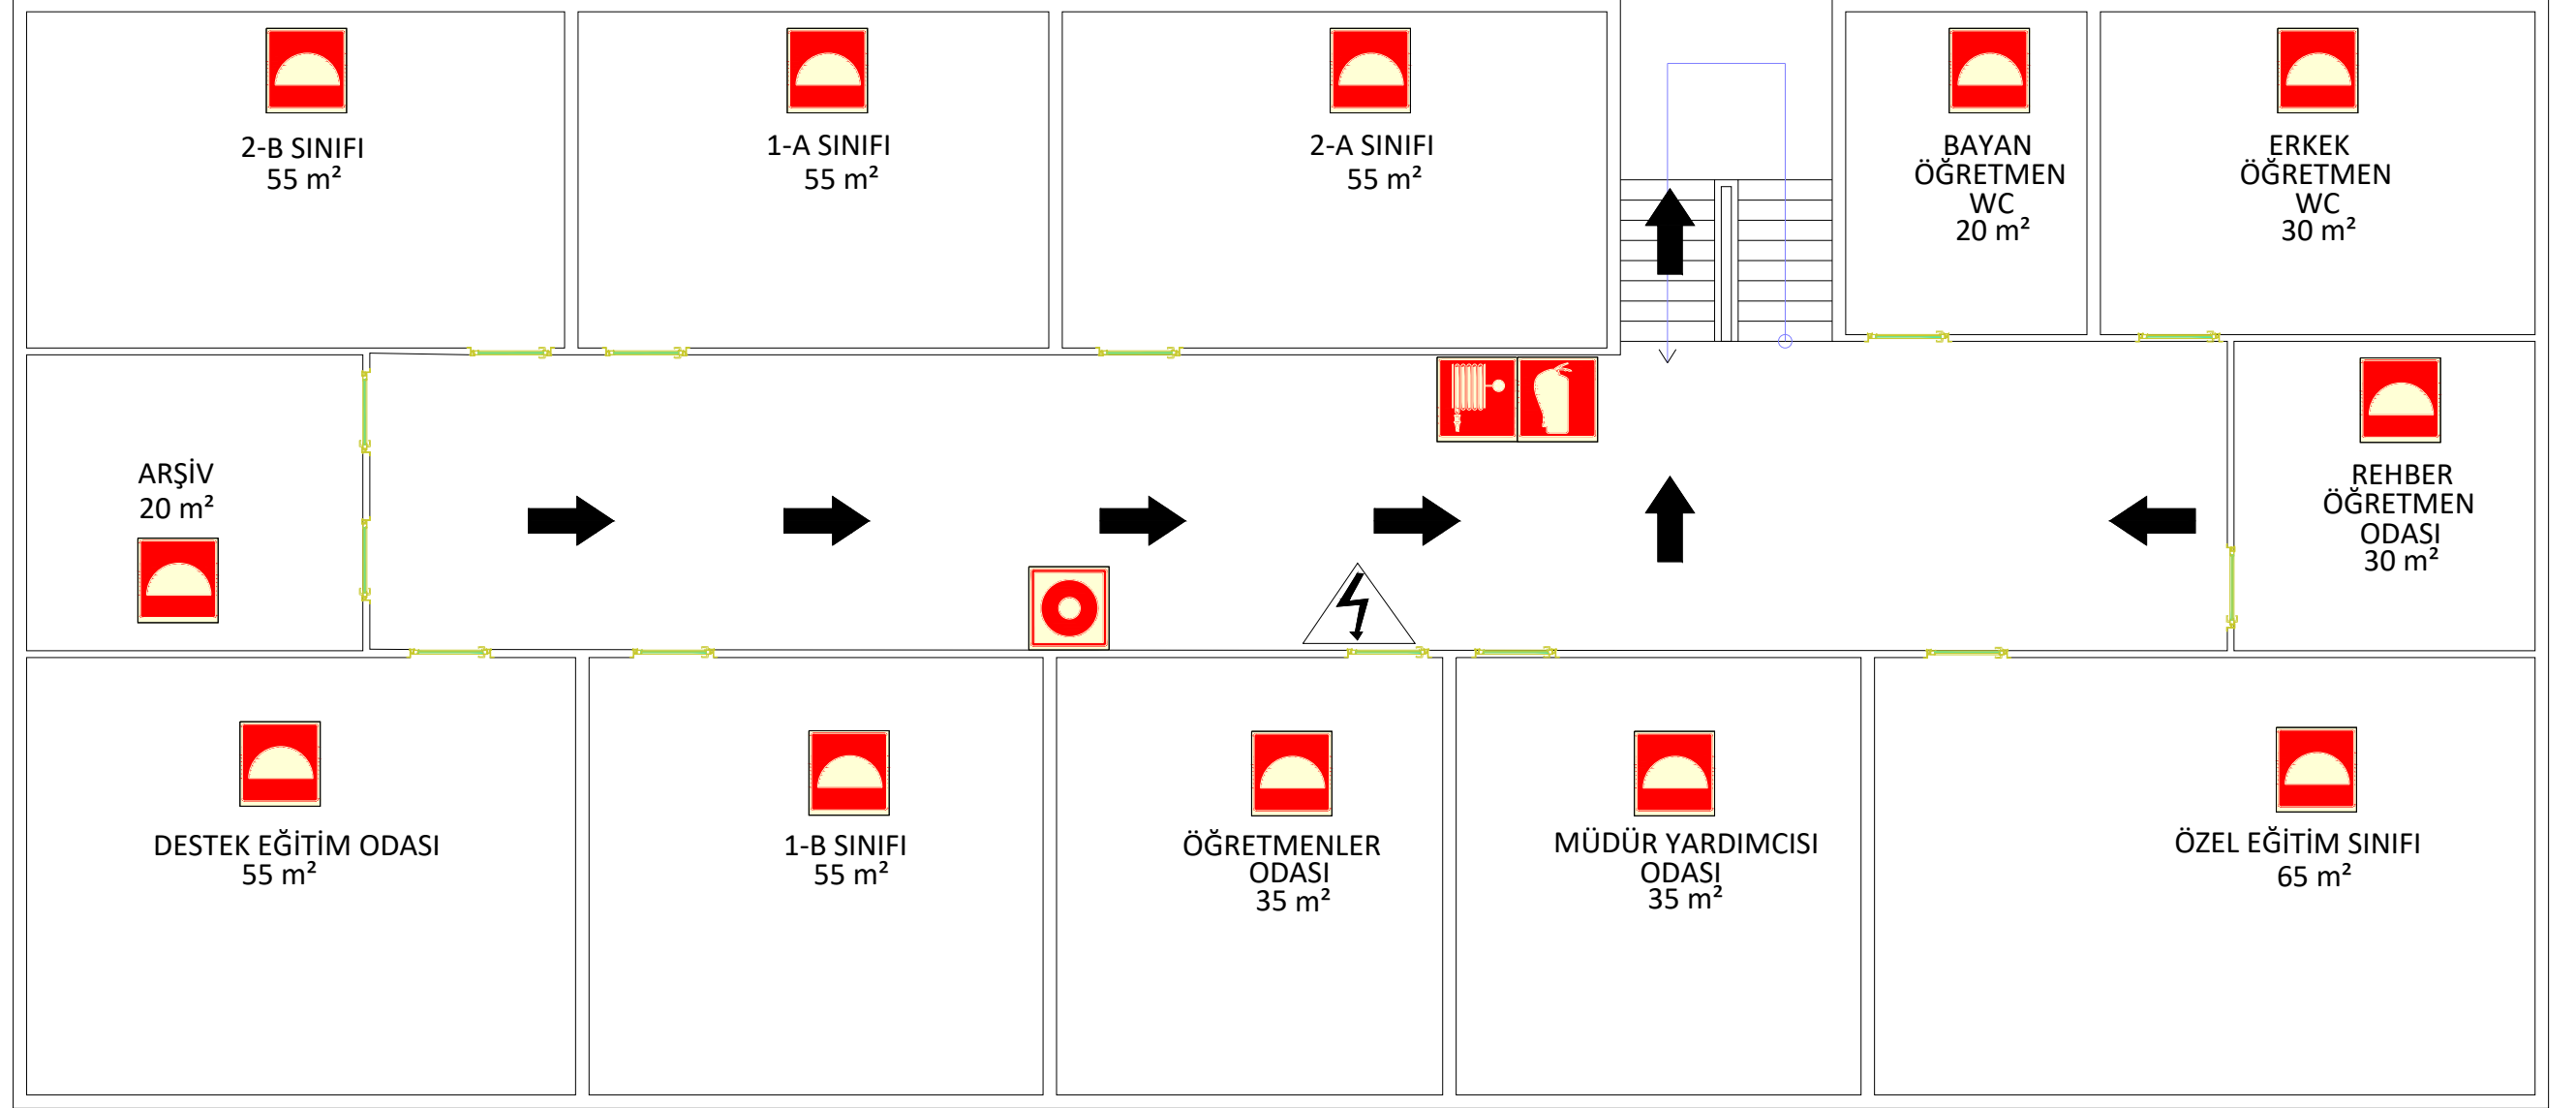 2-B SINIFI
55 m²
1-A SINIFI
55 m²
2-A SINIFI
55 m²
BAYAN
ÖĞRETMEN
WC
20 m²
ERKEK
ÖĞRETMEN
WC
30 m²
ARŞİV
20 m²
REHBER
ÖĞRETMEN
ODASI
30 m²
DESTEK EĞİTİM ODASI
55 m²
1-B SINIFI
55 m²
ÖĞRETMENLER
ODASI
35 m²
MÜDÜR YARDIMCISI
ODASI
35 m²
ÖZEL EĞİTİM SINIFI
65 m²